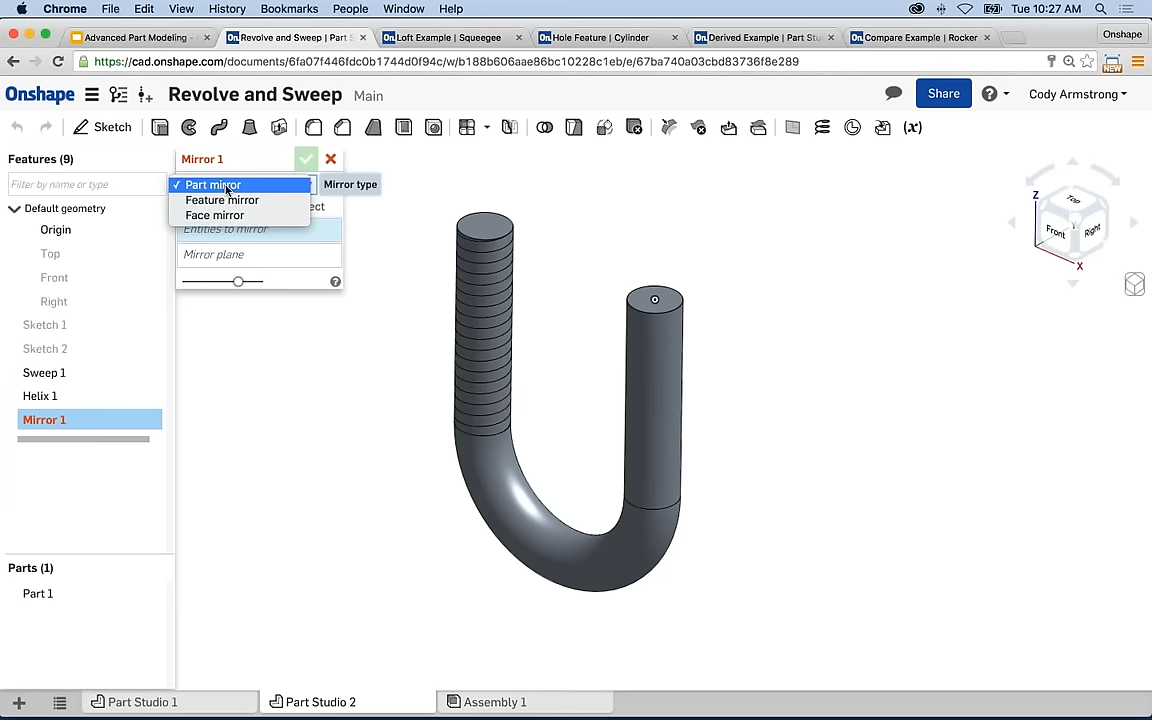 Chrome File Edit View History Bookmarks People Window Help Tue 10:27 AM
Advanced Part Modeling - × Revolve and Sweep | Part S × Loft Example | Squeegee × Hole Feature | Cylinder × Derived Example | Part Stu × Compare Example | Rocker × Onshape
https://cad.onshape.com/documents/6fa07f446fdc0b1744d0f94c/w/b188b606aae86bc10228c1eb/e/67ba740a03cbd83736f8e289
NEW
Onshape Revolve and Sweep Main Share Cody Armstrong
Sketch (x)
Features (9)
Filter by name or type
Default geometry
Origin
Top
Front
Right
Sketch 1
Sketch 2
Sweep 1
Helix 1
Mirror 1
Parts (1)
Part 1
Mirror 1
✓ Part mirror
Mirror type
Feature mirror
Face mirror
ect
Entities to mirror
Mirror plane
Z
Top
Front
Right
Y
X
Part Studio 1 Part Studio 2 Assembly 1